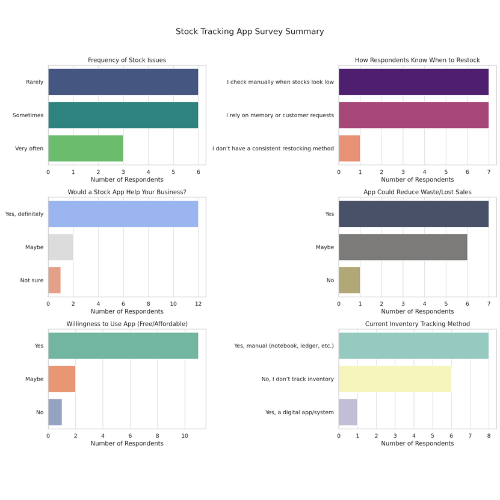 Stock Tracking App Survey Summary
Frequency of Stock Issues
Rarely
Sometimes
Very often
0 1 2 3 4 5 6
Number of Respondents
How Respondents Know When to Restock
I check manually when stocks look low
I rely on memory or customer requests
I don't have a consistent restocking method
0 1 2 3 4 5 6 7
Number of Respondents
Would a Stock App Help Your Business?
Yes, definitely
Maybe
Not sure
0 2 4 6 8 10 12
Number of Respondents
App Could Reduce Waste/Lost Sales
Yes
Maybe
No
0 1 2 3 4 5 6 7
Number of Respondents
Willingness to Use App (Free/Affordable)
Yes
Maybe
No
0 2 4 6 8 10
Number of Respondents
Current Inventory Tracking Method
Yes, manual (notebook, ledger, etc.)
No, I don't track inventory
Yes, a digital app/system
0 1 2 3 4 5 6 7 8
Number of Respondents